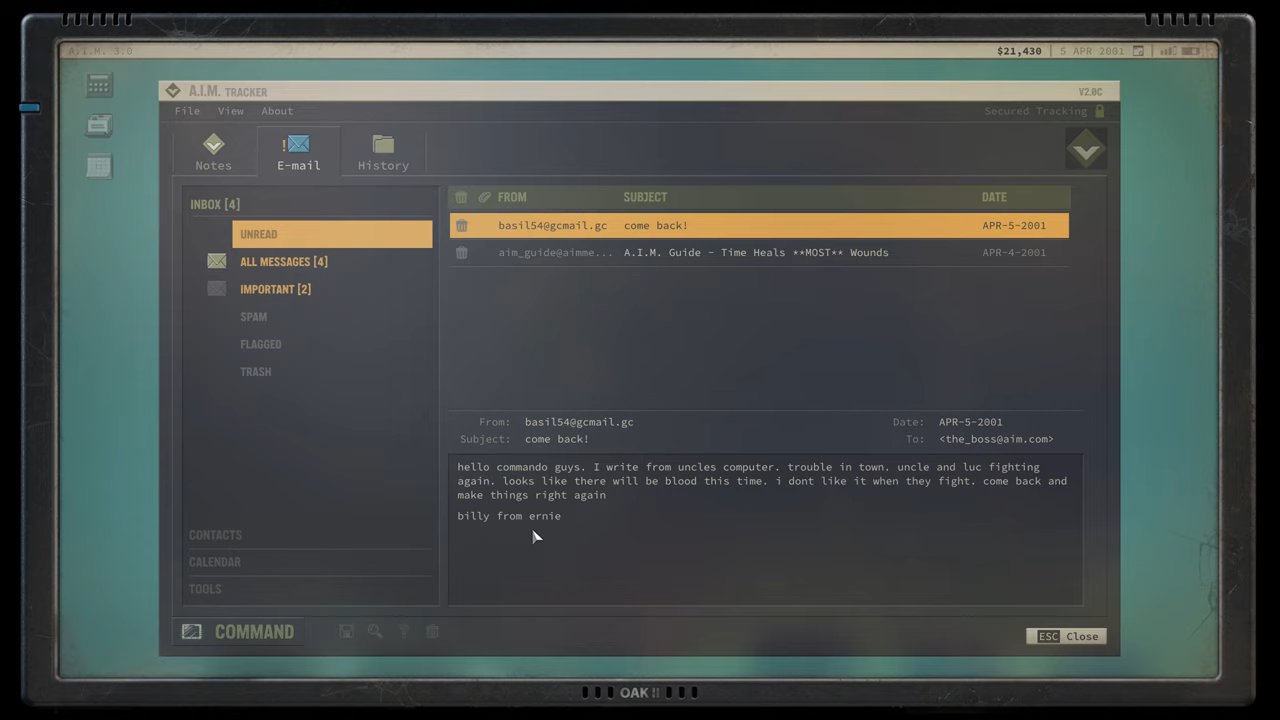 A.I.M. 3.0
$21,430
5 APR 2001
A.I.M. TRACKER
V2.0C
File View About
Secured Tracking
Notes
! E-mail
History
INBOX [4]
UNREAD
ALL MESSAGES [4]
IMPORTANT [2]
SPAM
FLAGGED
TRASH
CONTACTS
CALENDAR
TOOLS
FROM SUBJECT DATE
basil54@gcmail.gc come back! APR-5-2001
aim_guide@aimme... A.I.M. Guide - Time Heals **MOST** Wounds APR-4-2001
From: basil54@gcmail.gc Date: APR-5-2001
Subject: come back! To: <the_boss@aim.com>
hello commando guys. I write from uncles computer. trouble in town. uncle and luc fighting
again. looks like there will be blood this time. i dont like it when they fight. come back and
make things right again
billy from ernie
COMMAND
ESC Close
OAK II